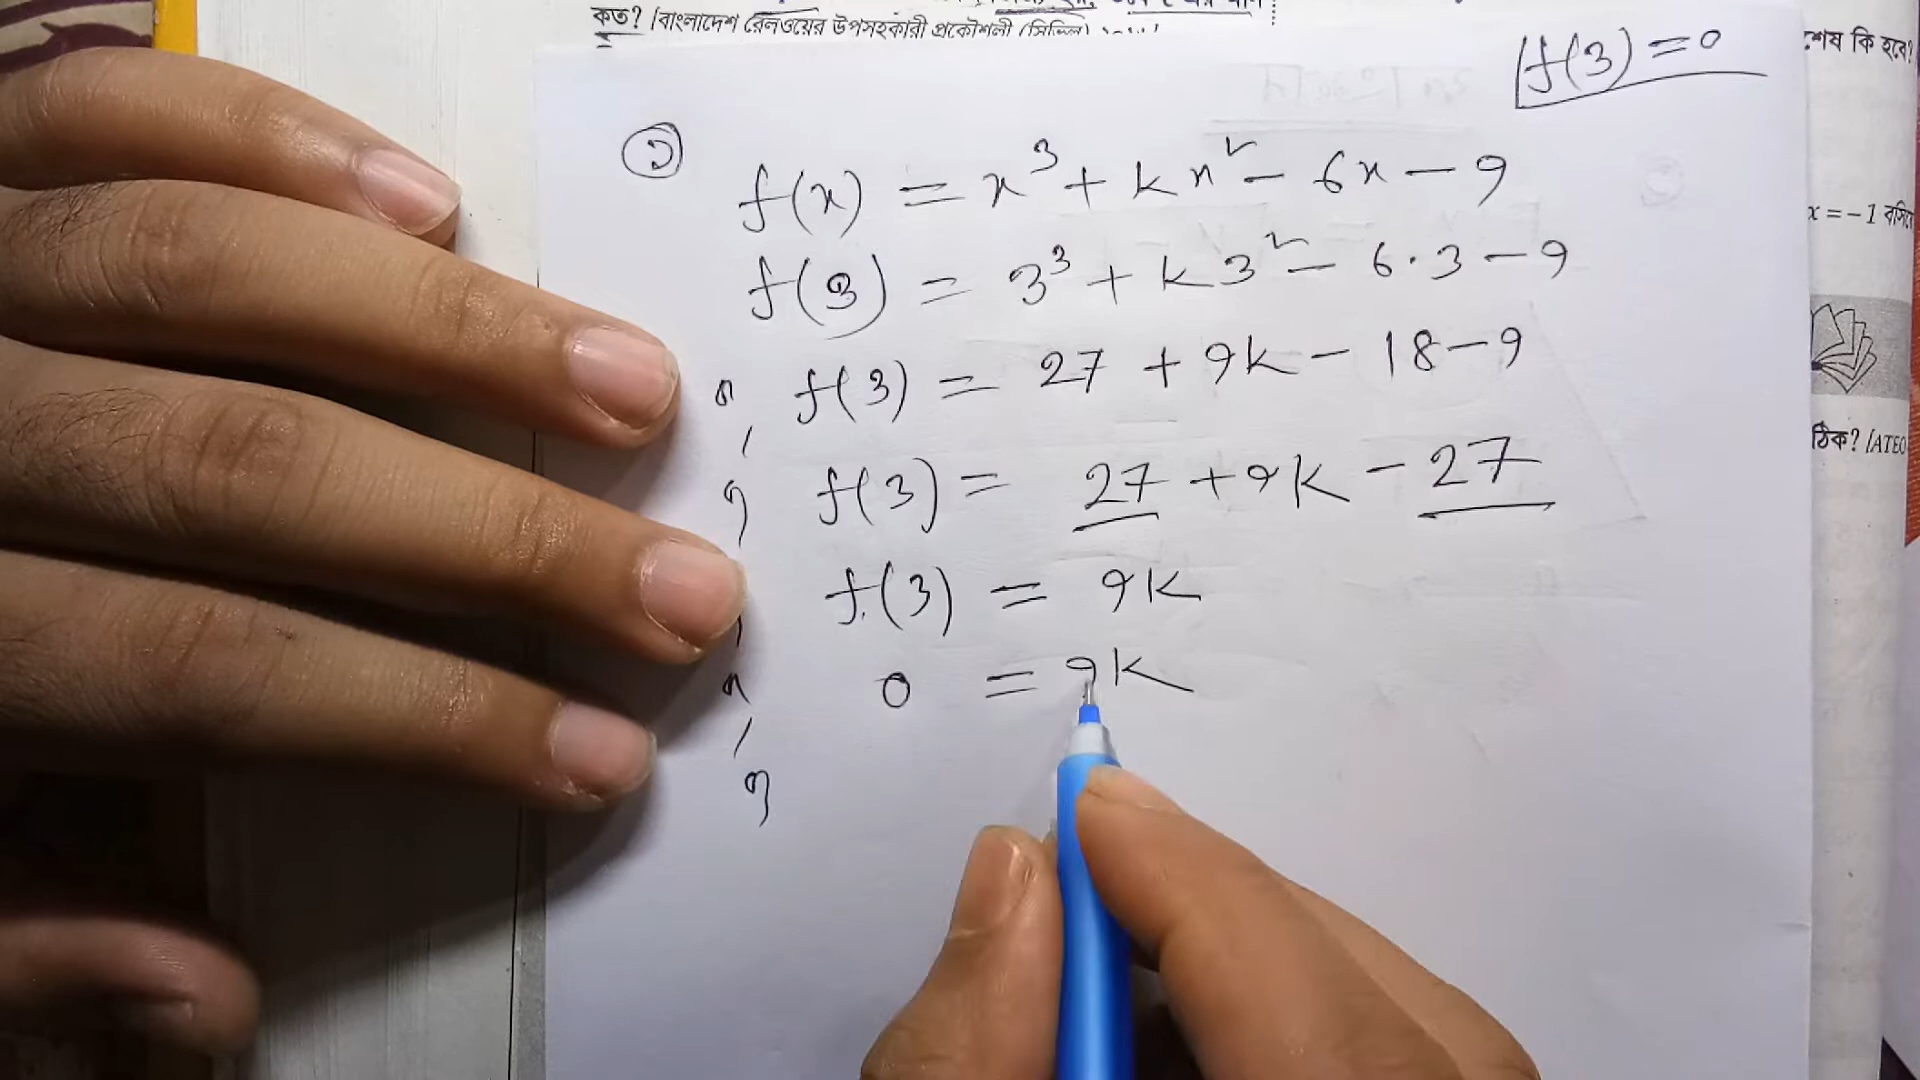 কত? [বাংলাদেশ রেলওয়ের উপসহকারী প্রকৌশলী (সিভিল)
শেষ কি হবে?
f(3) = 0
১
f(x) = x³ + kx² - 6x - 9
x = -1 বসিয়ে
f(3) = 3³ + k3² - 6·3 - 9
f(3) = 27 + 9k - 18 - 9
ঠিক? [ATEO
f(3) = 27 + 9k - 27
f(3) = 9k
0 = 9k